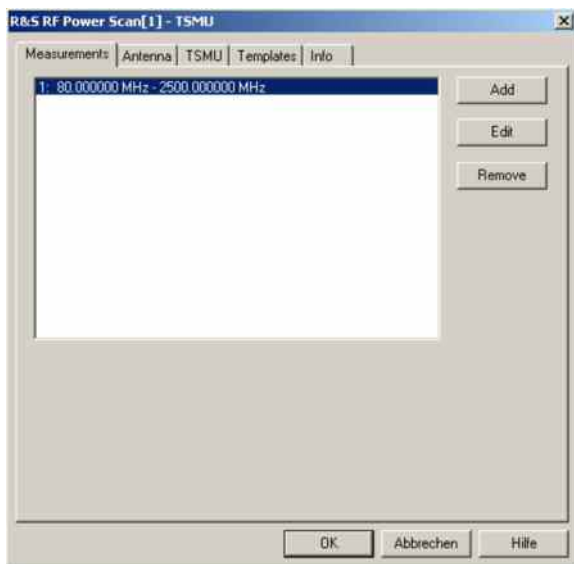 R&S RF Power Scan[1] - TSMU
Measurements Antenna TSMU Templates Info
1: 80.000000 MHz - 2500.000000 MHz
Add
Edit
Remove
OK Abbrechen Hilfe